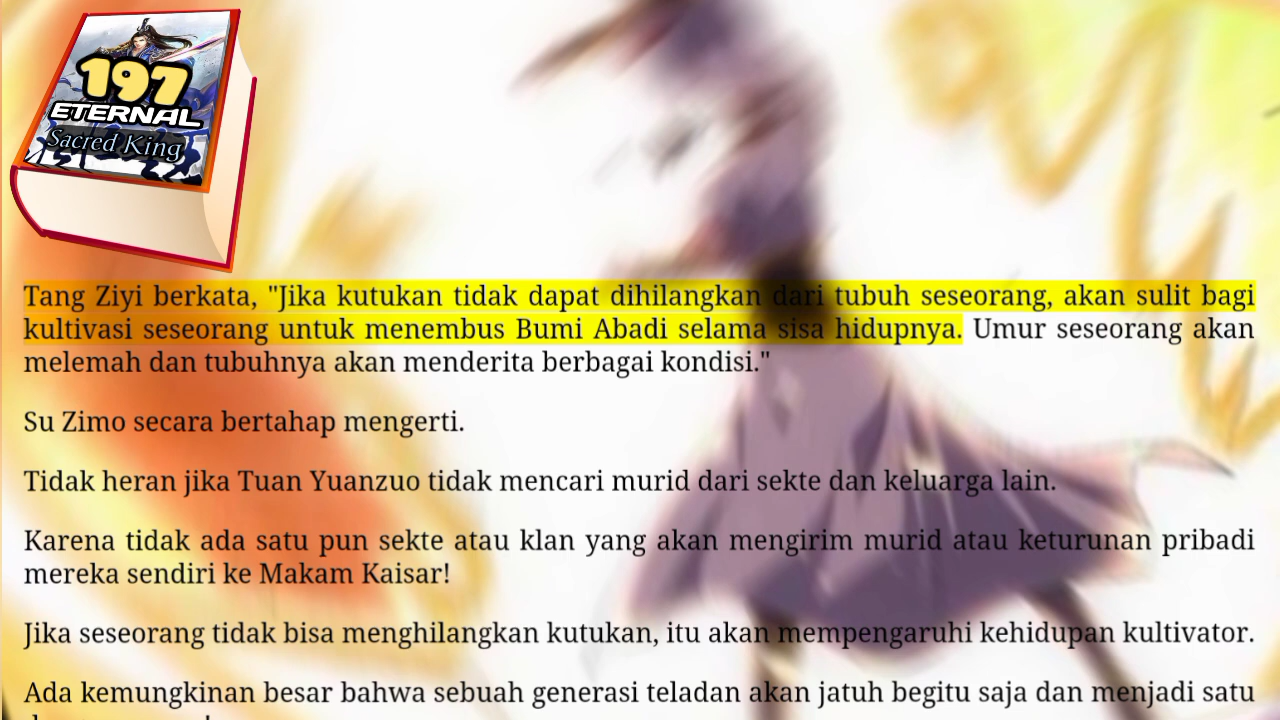 197
ETERNAL
Sacred King
Tang Ziyi berkata, "Jika kutukan tidak dapat dihilangkan dari tubuh seseorang, akan sulit bagi
kultivasi seseorang untuk menembus Bumi Abadi selama sisa hidupnya. Umur seseorang akan
melemah dan tubuhnya akan menderita berbagai kondisi."
Su Zimo secara bertahap mengerti.
Tidak heran jika Tuan Yuanzuo tidak mencari murid dari sekte dan keluarga lain.
Karena tidak ada satu pun sekte atau klan yang akan mengirim murid atau keturunan pribadi
mereka sendiri ke Makam Kaisar!
Jika seseorang tidak bisa menghilangkan kutukan, itu akan mempengaruhi kehidupan kultivator.
Ada kemungkinan besar bahwa sebuah generasi teladan akan jatuh begitu saja dan menjadi satu